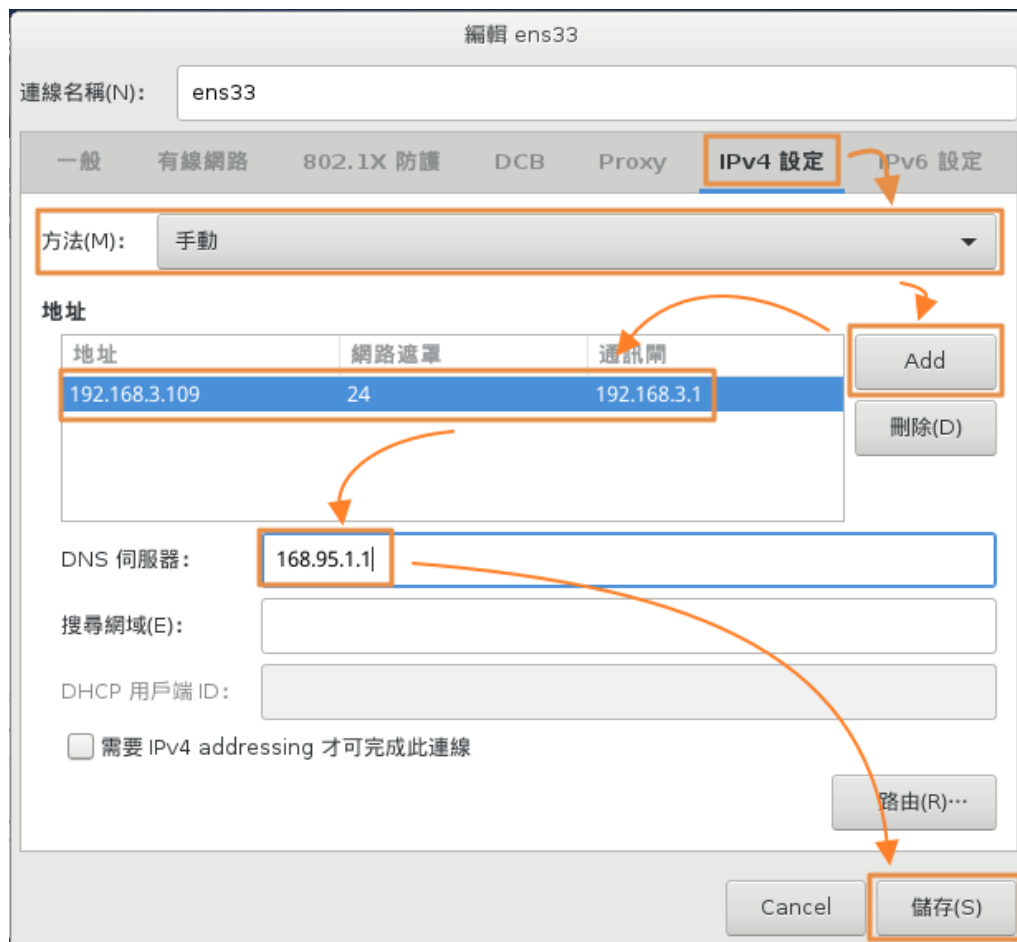 編輯 ens33
連線名稱(N): ens33
一般 有線網路 802.1X 防護 DCB Proxy IPv4 設定 IPv6 設定
方法(M): 手動
地址
地址 網路遮罩 通訊閘
Add
192.168.3.109 24 192.168.3.1
刪除(D)
DNS 伺服器: 168.95.1.1
搜尋網域(E):
DHCP 用戶端 ID:
需要 IPv4 addressing 才可完成此連線
路由(R)…
Cancel 儲存(S)